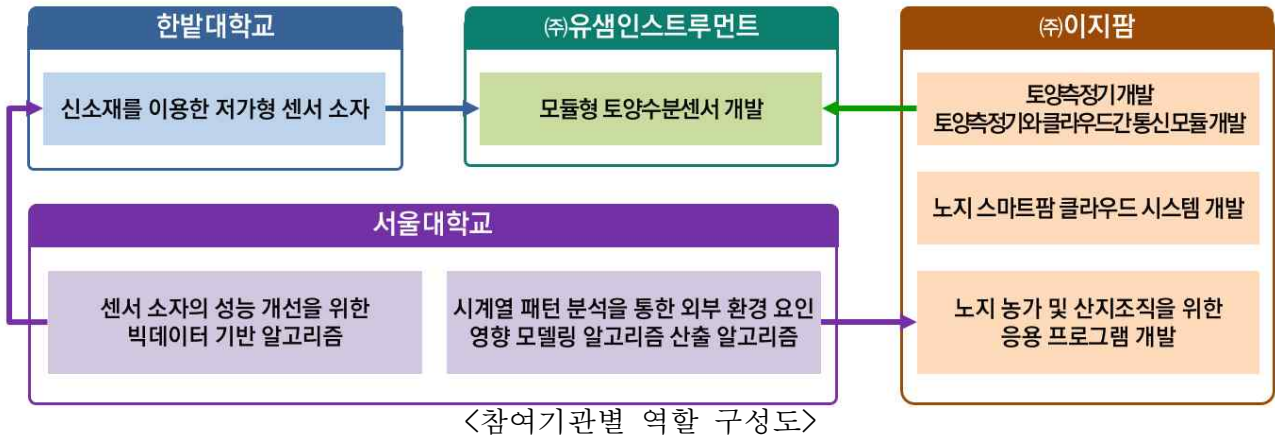 한밭대학교
신소재를 이용한 저가형 센서 소자
㈜유샘인스트루먼트
모듈형 토양수분센서 개발
㈜이지팜
토양측정기 개발
토양측정기와 클라우드간 통신 모듈 개발
노지 스마트팜 클라우드 시스템 개발
노지 농가 및 산지조직을 위한
응용 프로그램 개발
서울대학교
센서 소자의 성능 개선을 위한
빅데이터 기반 알고리즘
시계열 패턴 분석을 통한 외부 환경 요인
영향 모델링 알고리즘 산출 알고리즘
<참여기관별 역할 구성도>